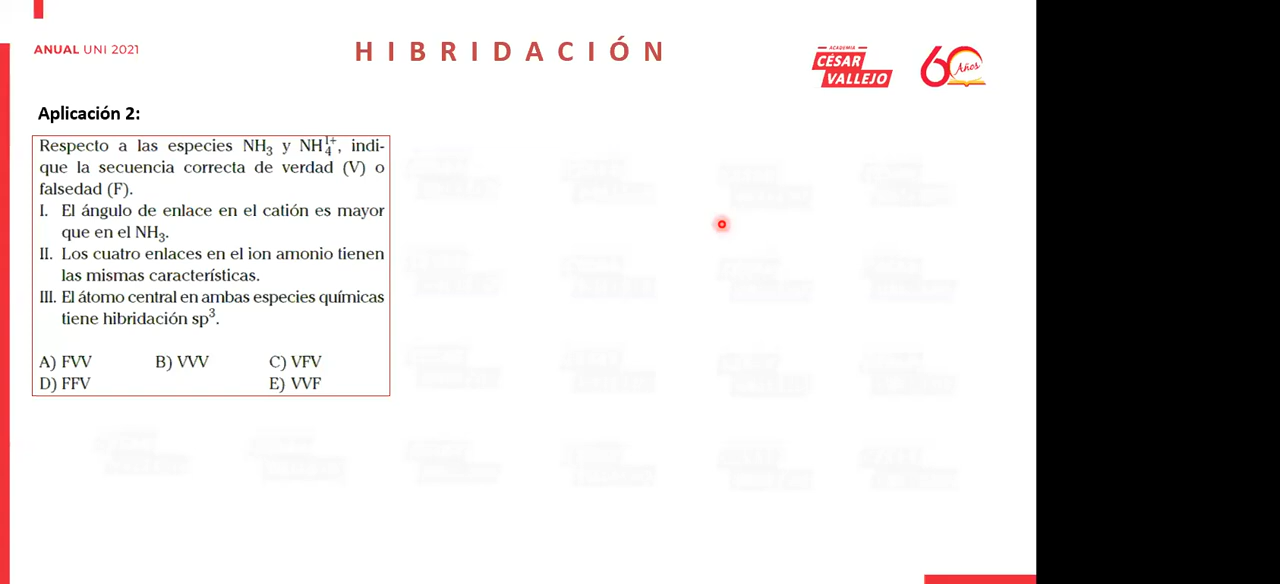 ANUAL UNI 2021
HIBRIDACIÓN
ACADEMIA
CÉSAR
VALLEJO
60
Años
Aplicación 2:
Respecto a las especies NH₃ y NH₄¹⁺, indi-
que la secuencia correcta de verdad (V) o
falsedad (F).
I. El ángulo de enlace en el catión es mayor
que en el NH₃.
II. Los cuatro enlaces en el ion amonio tienen
las mismas características.
III. El átomo central en ambas especies químicas
tiene hibridación sp³.
A) FVV B) VVV C) VFV
D) FFV E) VVF